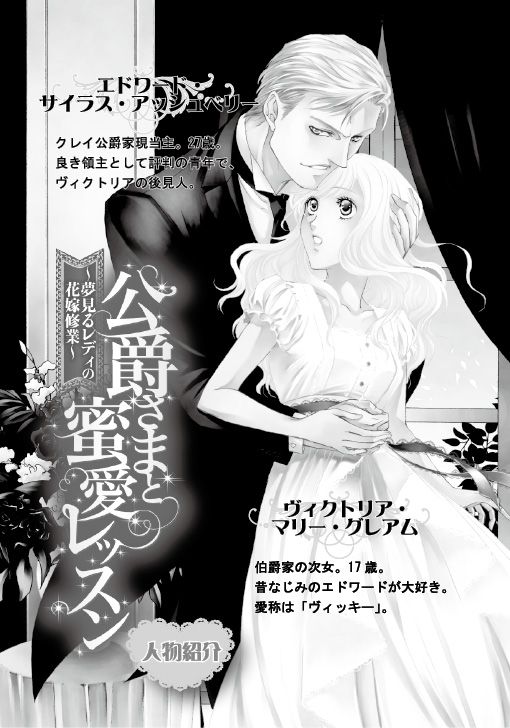 エドワード・
サイラス・アッシュベリー
クレイ公爵家現当主。27歳。
良き領主として評判の青年で、
ヴィクトリアの後見人。
公爵さまと
蜜愛レッスン
～夢見るレディの
花嫁修業～
ヴィクトリア・
マリー・グレアム
伯爵家の次女。17歳。
昔なじみのエドワードが大好き。
愛称は「ヴィッキー」。
人物紹介